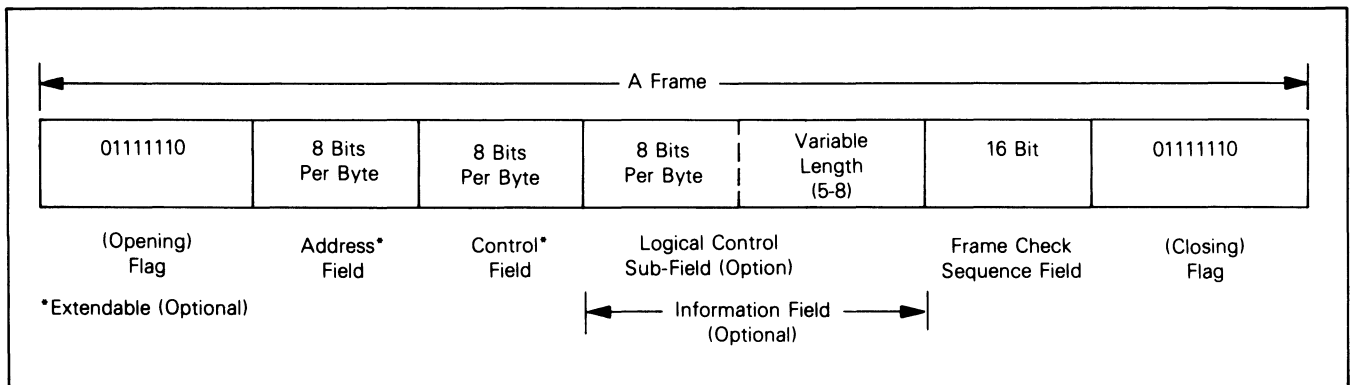 A Frame
01111110
8 Bits
Per Byte
8 Bits
Per Byte
8 Bits
Per Byte
Variable
Length
(5-8)
16 Bit
01111110
(Opening)
Flag
Address*
Field
Control*
Field
Logical Control
Sub-Field (Option)
Frame Check
Sequence Field
(Closing)
Flag
*Extendable (Optional)
Information Field
(Optional)